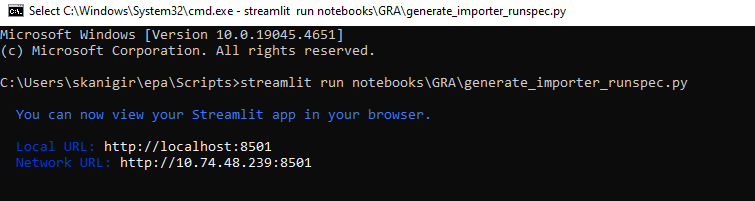 Select C:\Windows\System32\cmd.exe - streamlit run notebooks\GRA\generate_importer_runspec.py
Microsoft Windows [Version 10.0.19045.4651]
(c) Microsoft Corporation. All rights reserved.
C:\Users\skanigir\epa\Scripts>streamlit run notebooks\GRA\generate_importer_runspec.py
You can now view your Streamlit app in your browser.
Local URL: http://localhost:8501
Network URL: http://10.74.48.239:8501